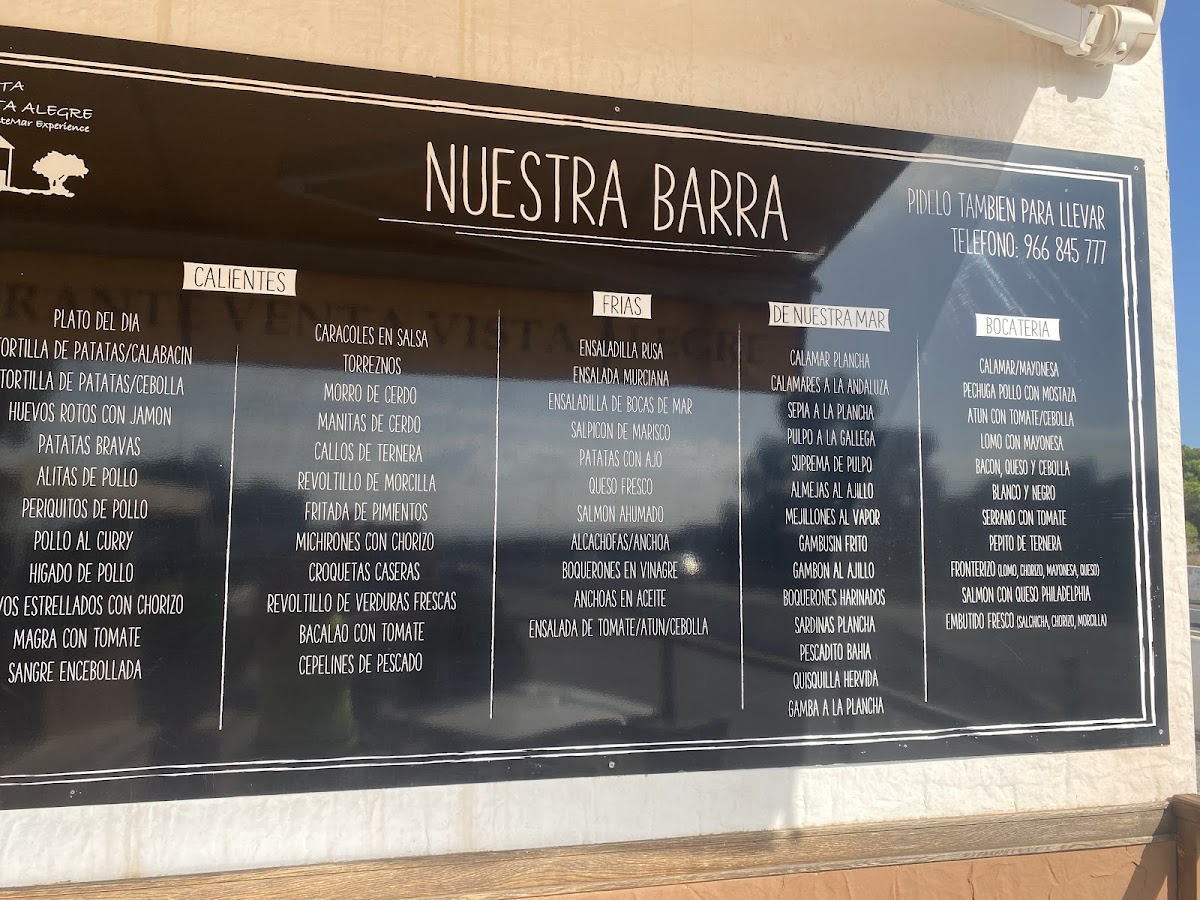 TA
TA ALEGRE
teMar Experience
NUESTRA BARRA
PIDELO TAMBIEN PARA LLEVAR
TELEFONO: 966 845 777
CALIENTES
PLATO DEL DIA
TORTILLA DE PATATAS/CALABACIN
TORTILLA DE PATATAS/CEBOLLA
HUEVOS ROTOS CON JAMON
PATATAS BRAVAS
ALITAS DE POLLO
PERIQUITOS DE POLLO
POLLO AL CURRY
HIGADO DE POLLO
VOS ESTRELLADOS CON CHORIZO
MAGRA CON TOMATE
SANGRE ENCEBOLLADA
CARACOLES EN SALSA
TORREZNOS
MORRO DE CERDO
MANITAS DE CERDO
CALLOS DE TERNERA
REVOLTILLO DE MORCILLA
FRITADA DE PIMIENTOS
MICHIRONES CON CHORIZO
CROQUETAS CASERAS
REVOLTILLO DE VERDURAS FRESCAS
BACALAO CON TOMATE
CEPELINES DE PESCADO
FRIAS
ENSALADILLA RUSA
ENSALADA MURCIANA
ENSALADILLA DE BOCAS DE MAR
SALPICON DE MARISCO
PATATAS CON AJO
QUESO FRESCO
SALMON AHUMADO
ALCACHOFAS/ANCHOA
BOQUERONES EN VINAGRE
ANCHOAS EN ACEITE
ENSALADA DE TOMATE/ATUN/CEBOLLA
DE NUESTRA MAR
CALAMAR PLANCHA
CALAMARES A LA ANDALUZA
SEPIA A LA PLANCHA
PULPO A LA GALLEGA
SUPREMA DE PULPO
ALMEJAS AL AJILLO
MEJILLONES AL VAPOR
GAMBUSIN FRITO
GAMBON AL AJILLO
BOQUERONES HARINADOS
SARDINAS PLANCHA
PESCADITO BAHIA
QUISQUILLA HERVIDA
GAMBA A LA PLANCHA
BOCATERIA
CALAMAR/MAYONESA
PECHUGA POLLO CON MOSTAZA
ATUN CON TOMATE/CEBOLLA
LOMO CON MAYONESA
BACON, QUESO Y CEBOLLA
BLANCO Y NEGRO
SERRANO CON TOMATE
PEPITO DE TERNERA
FRONTERIZO (LOMO, CHORIZO, MAYONESA, QUESO)
SALMON CON QUESO PHILADELPHIA
EMBUTIDO FRESCO (SALCHICHA, CHORIZO, MORCILLA)
RANTE VENTA VISTA ALEGRE